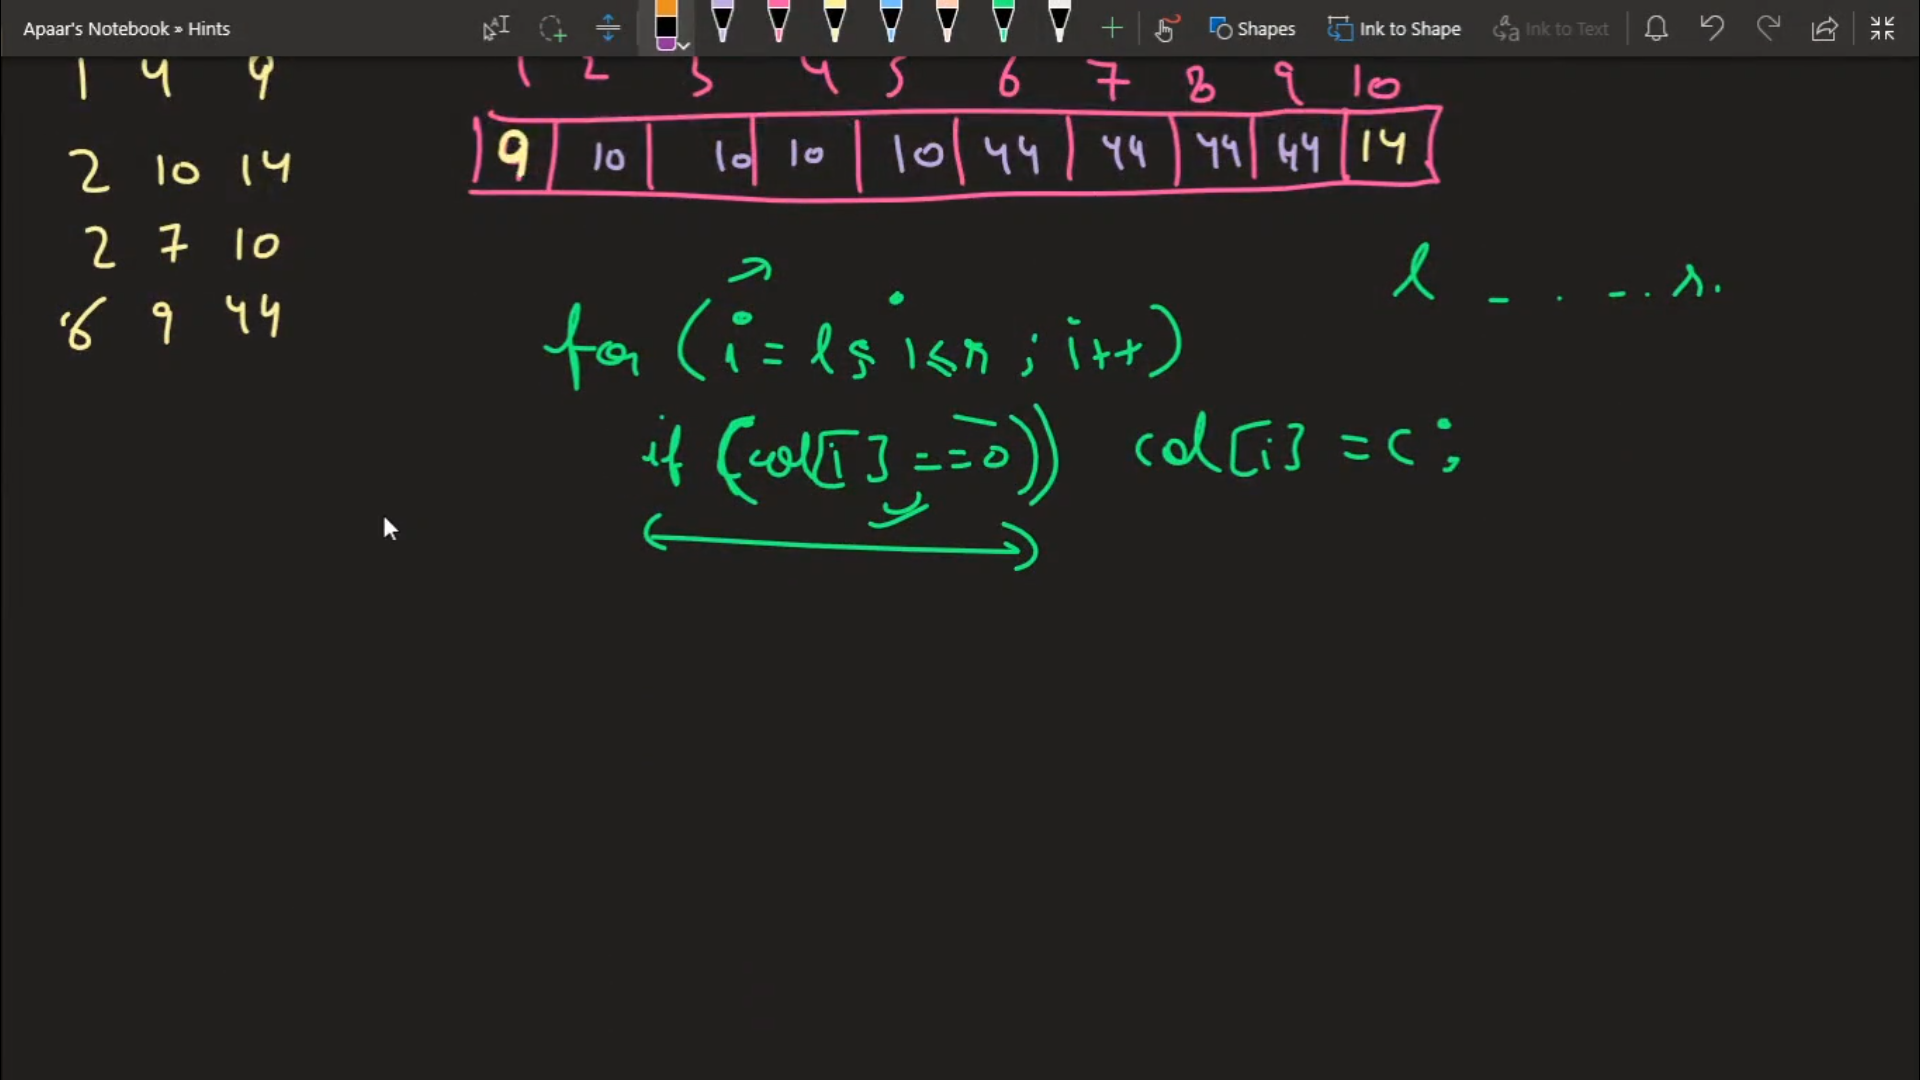 Apaar's Notebook » Hints Shapes Ink to Shape Ink to Text
1 4 9
1 2 3 4 5 6 7 8 9 10
9 10 10 10 10 44 44 44 44 14
2 10 14
2 7 10
6 9 44
l - . - . r.
for (i = l; i ≤ r; i++)
if (col[i] == 0)) col[i] = c;